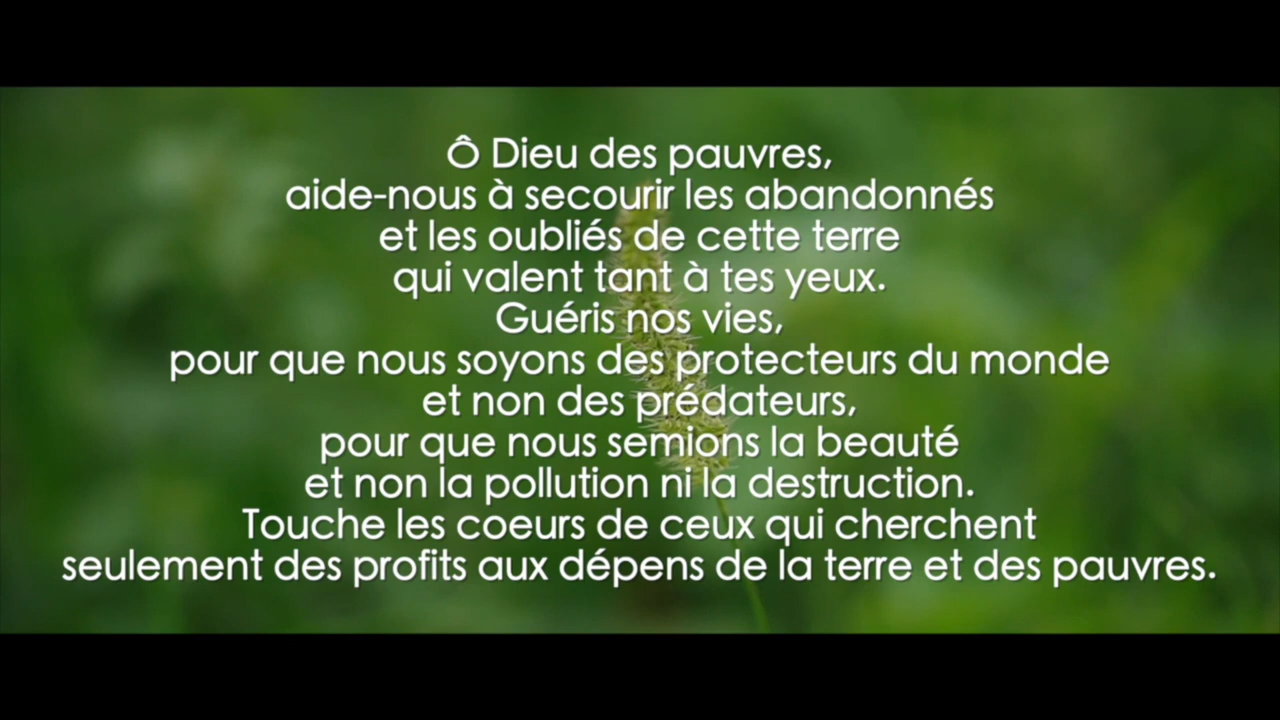 Ô Dieu des pauvres,
aide-nous à secourir les abandonnés
et les oubliés de cette terre
qui valent tant à tes yeux.
Guéris nos vies,
pour que nous soyons des protecteurs du monde
et non des prédateurs,
pour que nous semions la beauté
et non la pollution ni la destruction.
Touche les coeurs de ceux qui cherchent
seulement des profits aux dépens de la terre et des pauvres.